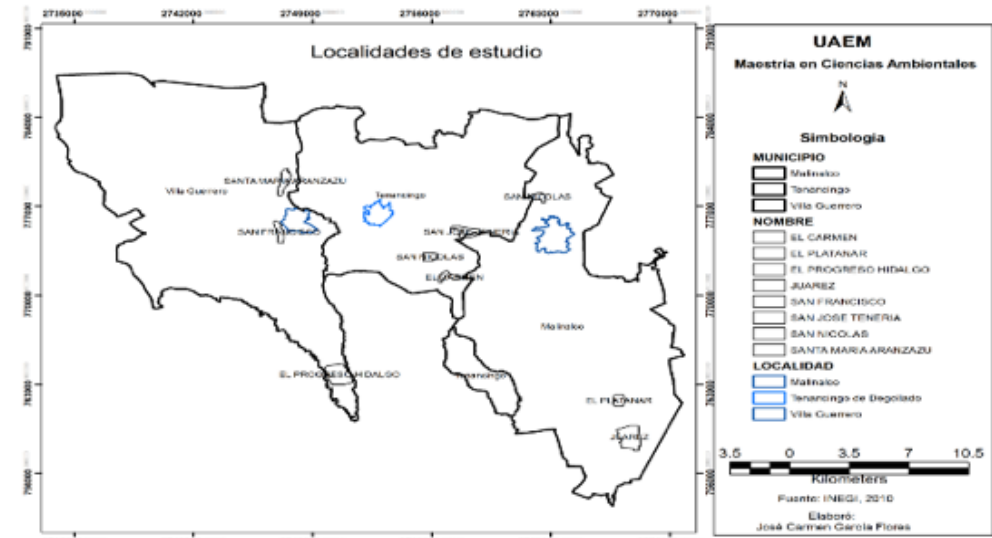 2742000 2749000 2770000
Localidades de estudio
SANTA MARIA ARANZAZU
Villa Guerrero
Tenancingo
SAN NICOLAS
SAN FRANCISCO
SAN JOSE TENERIA
SAN NICOLAS
EL CARMEN
Malinalco
EL PROGRESO HIDALGO
Tenancingo
EL PLATANAR
JUAREZ
UAEM
Maestría en Ciencias Ambientales
N
Simbología
MUNICIPIO
Malinalco
Tenancingo
Villa Guerrero
NOMBRE
EL CARMEN
EL PLATANAR
EL PROGRESO HIDALGO
JUAREZ
SAN FRANCISCO
SAN JOSE TENERIA
SAN NICOLAS
SANTA MARIA ARANZAZU
LOCALIDAD
Malinalco
Tenancingo de Degollado
Villa Guerrero
3.5 0 3.5 7 10.5
Kilometers
Fuente: INEGI, 2010
Elaboró:
José Carmen García Flores